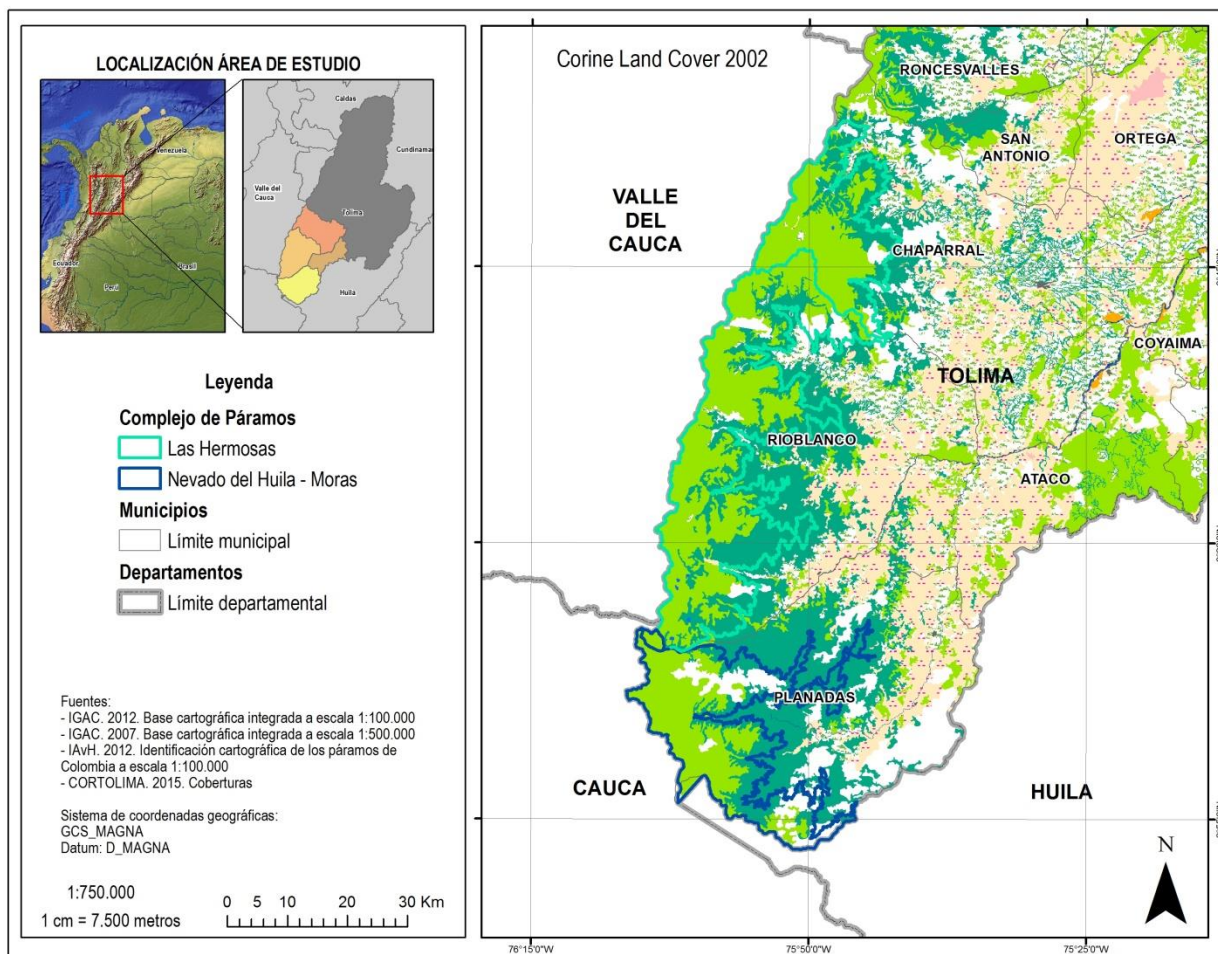 LOCALIZACIÓN ÁREA DE ESTUDIO
Venezuela
Ecuador
Perú
Brasil
Caldas
Cundinamar
Valle del
Cauca
Tolima
Huila
Leyenda
Complejo de Páramos
Las Hermosas
Nevado del Huila - Moras
Municipios
Límite municipal
Departamentos
Límite departamental
Fuentes:
- IGAC. 2012. Base cartográfica integrada a escala 1:100.000
- IGAC. 2007. Base cartográfica integrada a escala 1:500.000
- IAvH. 2012. Identificación cartográfica de los páramos de
Colombia a escala 1:100.000
- CORTOLIMA. 2015. Coberturas
Sistema de coordenadas geográficas:
GCS_MAGNA
Datum: D_MAGNA
1:750.000
1 cm = 7.500 metros
0 5 10 20 30 Km
Corine Land Cover 2002
RONCESVALLES
SAN
ANTONIO
ORTEGA
VALLE
DEL
CAUCA
CHAPARRAL
COYAIMA
TOLIMA
RIOBLANCO
ATACO
PLANADAS
CAUCA
HUILA
N
76°15'0"W
75°50'0"W
75°25'0"W